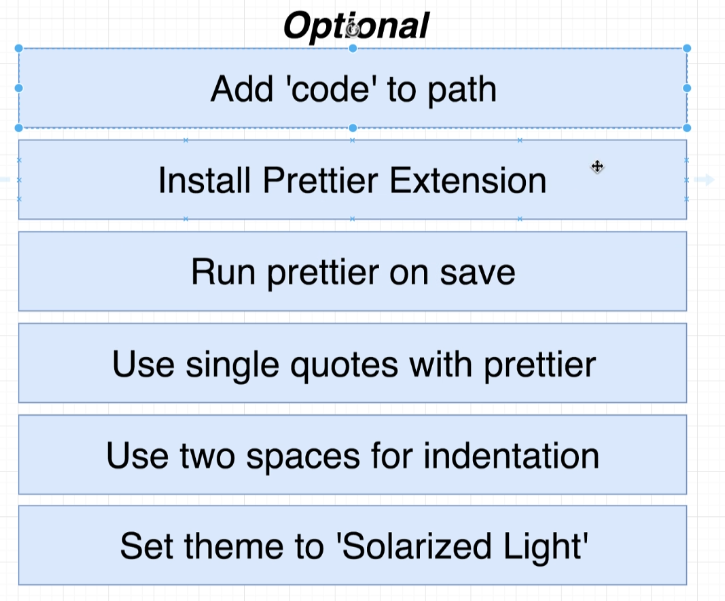 Optional
Add 'code' to path
Install Prettier Extension
Run prettier on save
Use single quotes with prettier
Use two spaces for indentation
Set theme to 'Solarized Light'